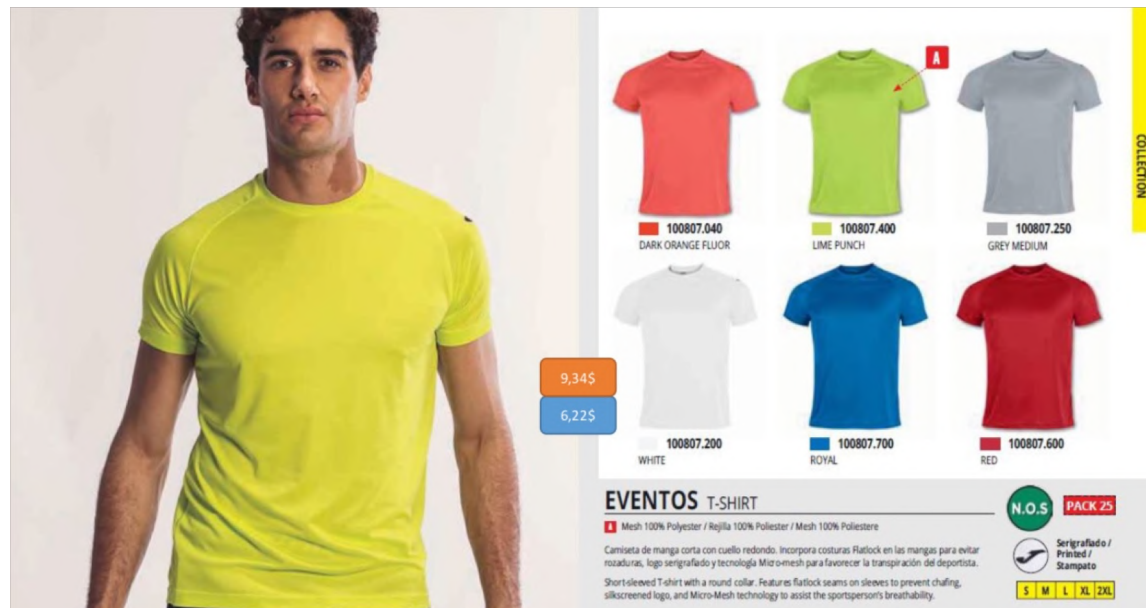 A
COLLECTION
100807.040
DARK ORANGE FLUOR
100807.400
LIME PUNCH
100807.250
GREY MEDIUM
9,34$
6,22$
100807.200
WHITE
100807.700
ROYAL
100807.600
RED
EVENTOS T-SHIRT
A Mesh 100% Polyester / Rejilla 100% Poliester / Mesh 100% Poliestere
Camiseta de manga corta con cuello redondo. Incorpora costuras Flatlock en las mangas para evitar
rozaduras, logo serigrafiado y tecnología Micro-mesh para favorecer la transpiración del deportista.
Short-sleeved T-shirt with a round collar. Features flatlock seams on sleeves to prevent chafing,
silkscreened logo, and Micro-Mesh technology to assist the sportsperson's breathability.
N.O.S
PACK 25
Serigrafiado /
Printed /
Stampato
S M L XL 2XL